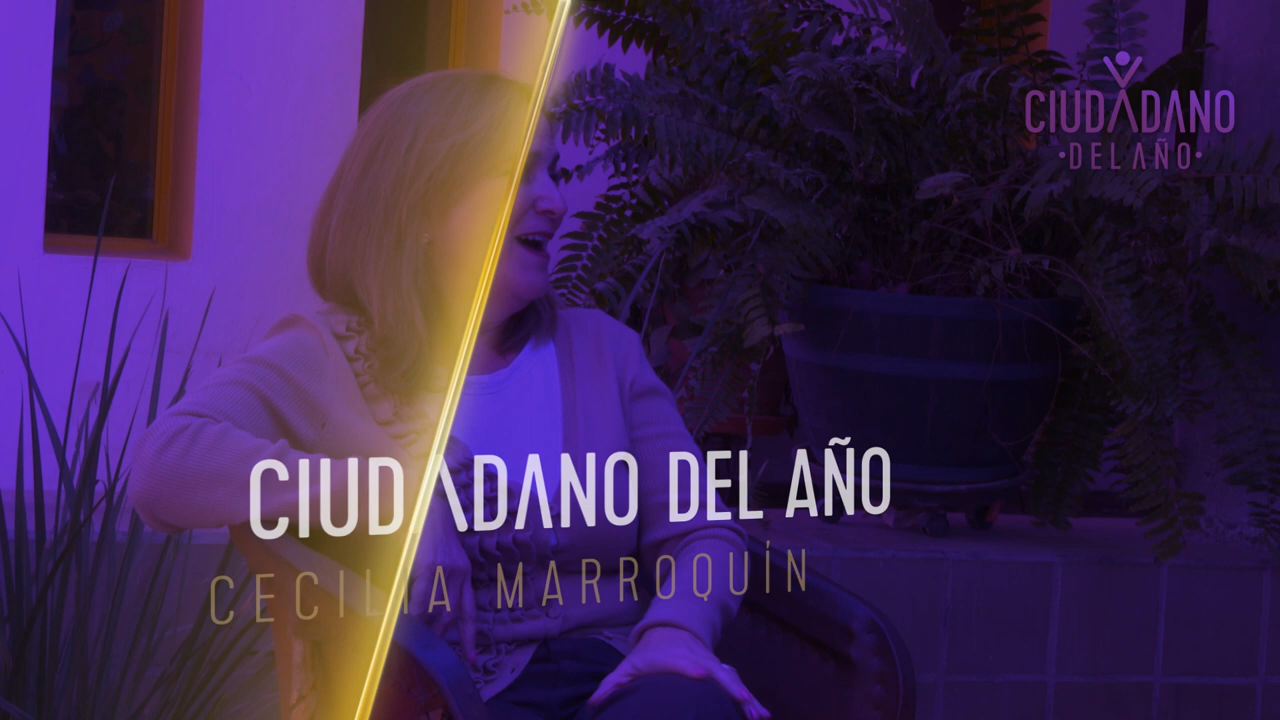 CIUDADANO
•DEL AÑO•
CIUDADANO DEL AÑO
CECILIA MARROQUÍN